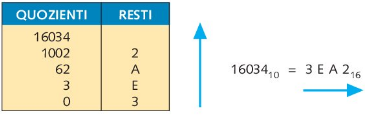 QUOZIENTI RESTI
16034
1002 2
62 A
3 E
0 3
16034₁₀ = 3 E A 2₁₆